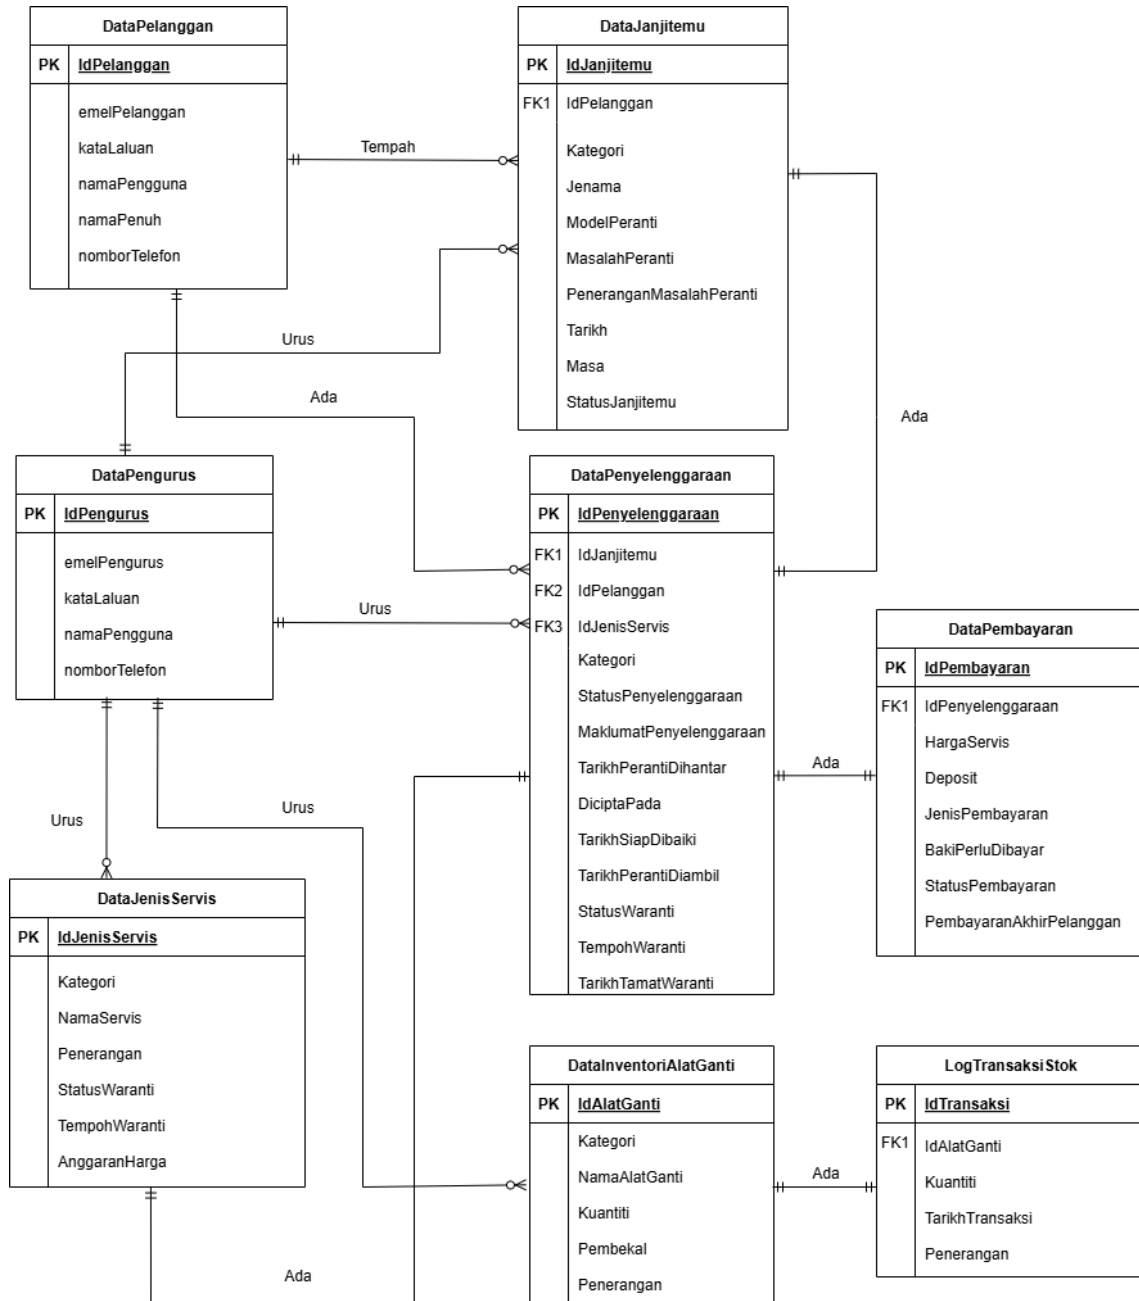 DataPelanggan
PK IdPelanggan
emelPelanggan
kataLaluan
namaPengguna
namaPenuh
nomborTelefon
Tempah
DataJanjitemu
PK IdJanjitemu
FK1 IdPelanggan
Kategori
Jenama
ModelPeranti
MasalahPeranti
PeneranganMasalahPeranti
Tarikh
Masa
StatusJanjitemu
Urus
Ada
Ada
DataPengurus
PK IdPengurus
emelPengurus
kataLaluan
namaPengguna
nomborTelefon
Urus
DataPenyelenggaraan
PK IdPenyelenggaraan
FK1 IdJanjitemu
FK2 IdPelanggan
FK3 IdJenisServis
Kategori
StatusPenyelenggaraan
MaklumatPenyelenggaraan
TarikhPerantiDihantar
DiciptaPada
TarikhSiapDibaiki
TarikhPerantiDiambil
StatusWaranti
TempohWaranti
TarikhTamatWaranti
Ada
DataPembayaran
PK IdPembayaran
FK1 IdPenyelenggaraan
HargaServis
Deposit
JenisPembayaran
BakiPerluDibayar
StatusPembayaran
PembayaranAkhirPelanggan
Urus
Urus
DataJenisServis
PK IdJenisServis
Kategori
NamaServis
Penerangan
StatusWaranti
TempohWaranti
AnggaranHarga
Ada
DataInventoriAlatGanti
PK IdAlatGanti
Kategori
NamaAlatGanti
Kuantiti
Pembekal
Penerangan
Ada
LogTransaksiStok
PK IdTransaksi
FK1 IdAlatGanti
Kuantiti
TarikhTransaksi
Penerangan